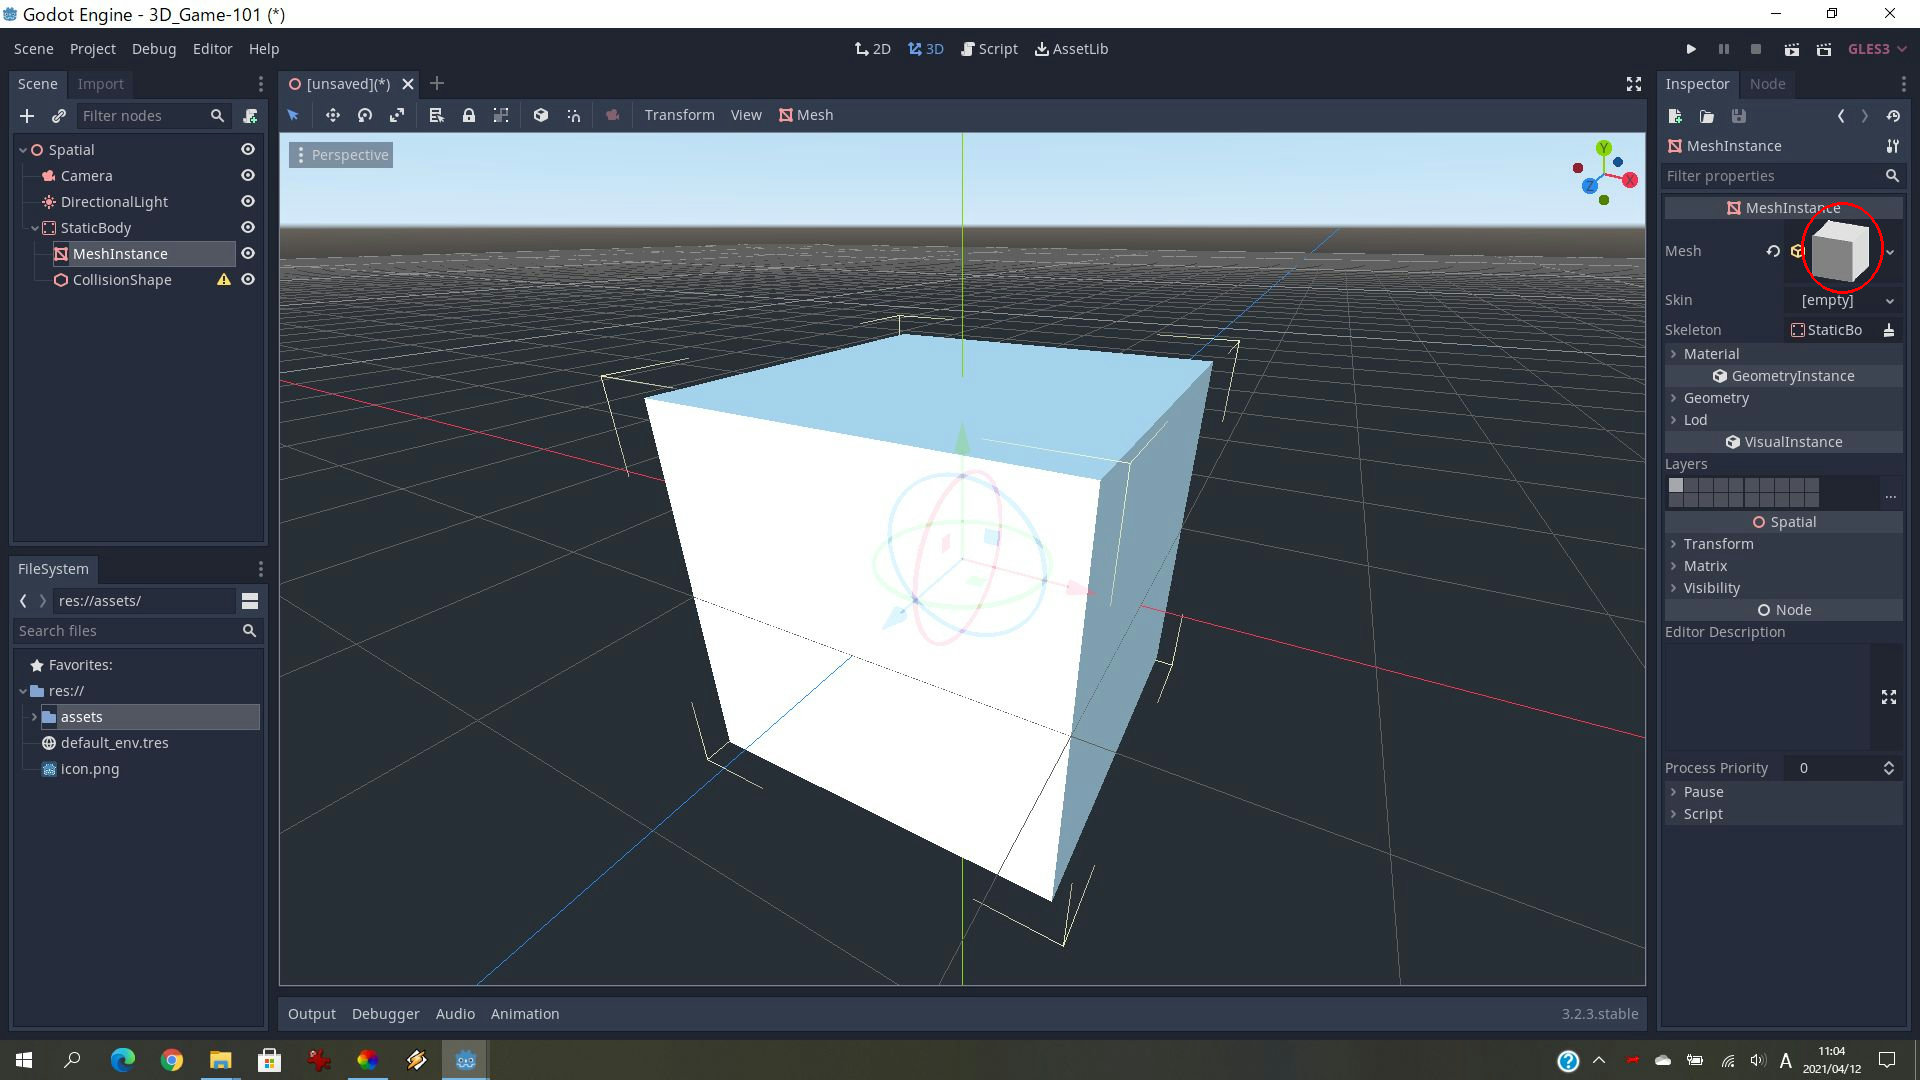 Godot Engine - 3D_Game-101 (*)
Scene Project Debug Editor Help
2D 3D Script AssetLib
GLES3
Scene Import
Filter nodes
Spatial
Camera
DirectionalLight
StaticBody
MeshInstance
CollisionShape
FileSystem
res://assets/
Search files
Favorites:
res://
assets
default_env.tres
icon.png
[unsaved](*)
Transform View Mesh
Perspective
Y
X
Z
Output Debugger Audio Animation
3.2.3.stable
Inspector Node
MeshInstance
Filter properties
MeshInstance
Mesh
Skin [empty]
Skeleton StaticBo
Material
GeometryInstance
Geometry
Lod
VisualInstance
Layers
...
Spatial
Transform
Matrix
Visibility
Node
Editor Description
Process Priority 0
Pause
Script
A
11:04
2021/04/12